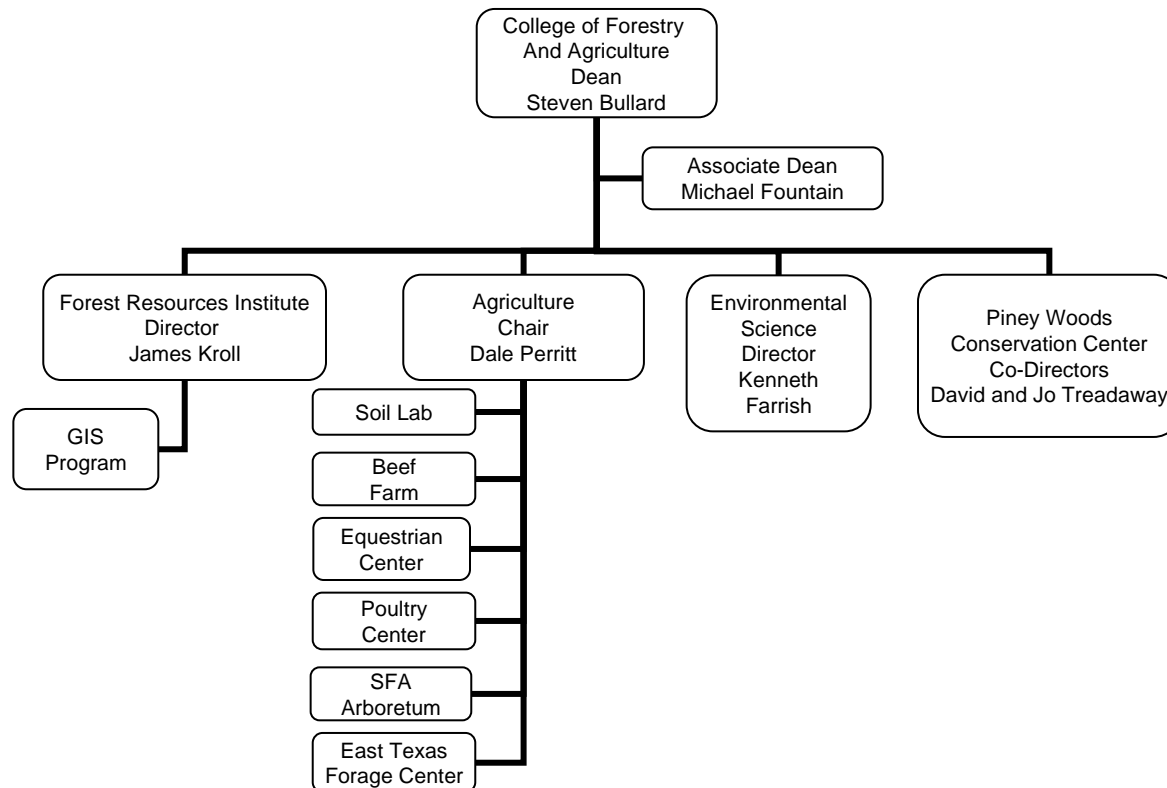 College of Forestry
And Agriculture
Dean
Steven Bullard
Associate Dean
Michael Fountain
Forest Resources Institute
Director
James Kroll
Agriculture
Chair
Dale Perritt
Environmental
Science
Director
Kenneth
Farrish
Piney Woods
Conservation Center
Co-Directors
David and Jo Treadaway
GIS
Program
Soil Lab
Beef
Farm
Equestrian
Center
Poultry
Center
SFA
Arboretum
East Texas
Forage Center